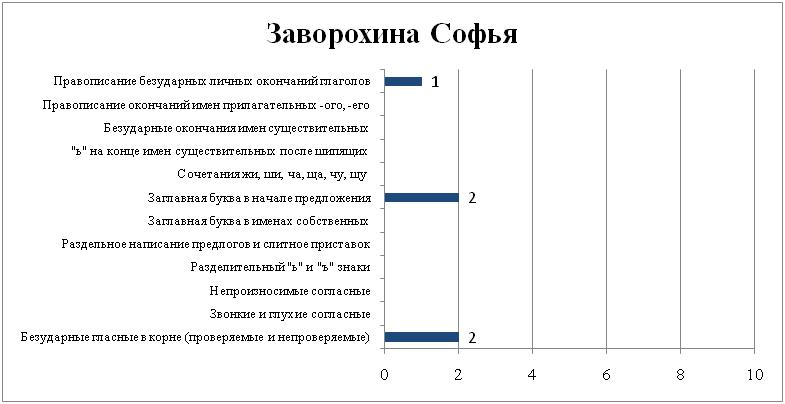 Заворохина Софья
Правописание безударных личных окончаний глаголов 1
Правописание окончаний имен прилагательных -ого, -его
Безударные окончания имен существительных
"ь" на конце имен существительных после шипящих
Сочетания жи, ши, ча, ща, чу, щу
Заглавная буква в начале предложения 2
Заглавная буква в именах собственных
Раздельное написание предлогов и слитное приставок
Разделительный "ь" и "ъ" знаки
Непроизносимые согласные
Звонкие и глухие согласные
Безударные гласные в корне (проверяемые и непроверяемые) 2
0 2 4 6 8 10